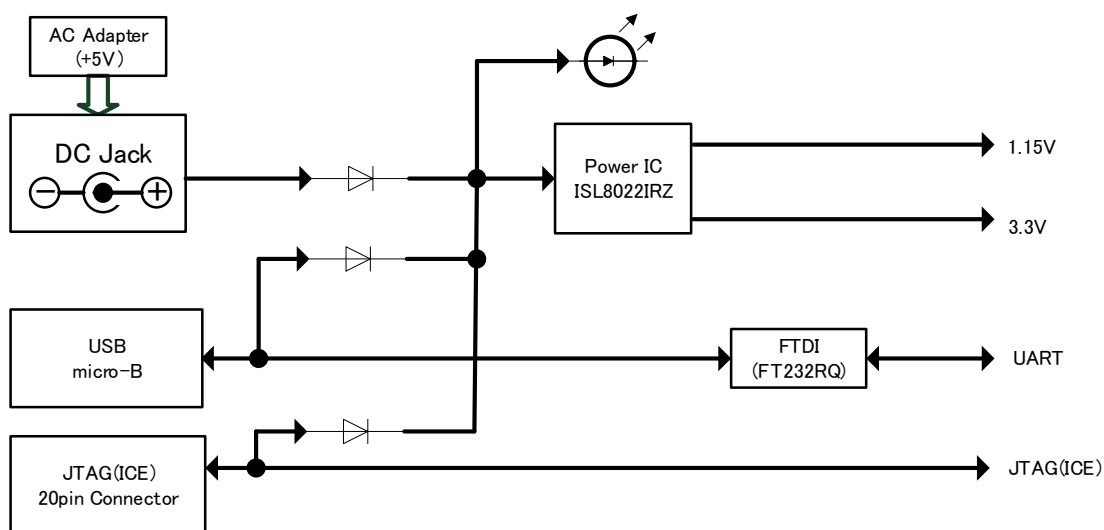 AC Adapter
(+5V)
DC Jack
Power IC
ISL8022IRZ
1.15V
3.3V
USB
micro-B
FTDI
(FT232RQ)
UART
JTAG(ICE)
20pin Connector
JTAG(ICE)